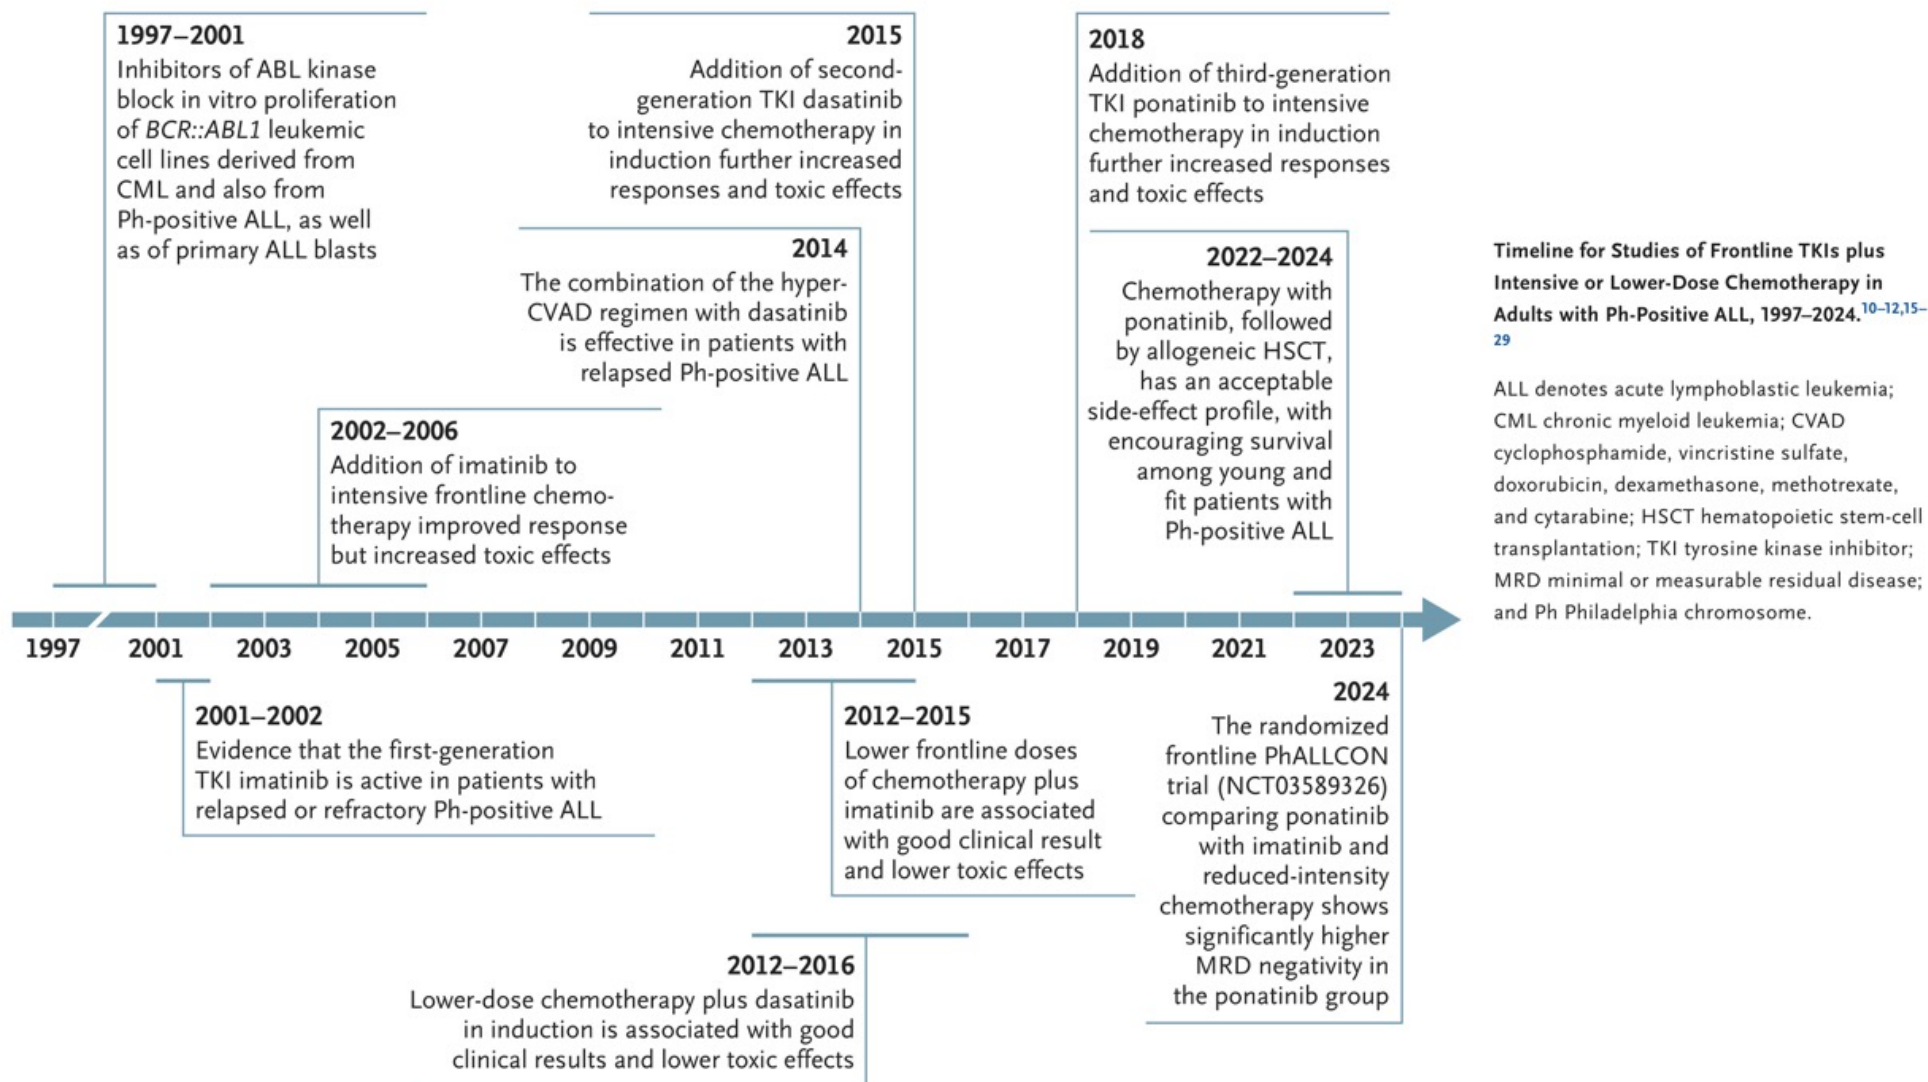 1997–2001
Inhibitors of ABL kinase
block in vitro proliferation
of BCR::ABL1 leukemic
cell lines derived from
CML and also from
Ph-positive ALL, as well
as of primary ALL blasts
2015
Addition of second-
generation TKI dasatinib
to intensive chemotherapy in
induction further increased
responses and toxic effects
2018
Addition of third-generation
TKI ponatinib to intensive
chemotherapy in induction
further increased responses
and toxic effects
2014
The combination of the hyper-
CVAD regimen with dasatinib
is effective in patients with
relapsed Ph-positive ALL
2022–2024
Chemotherapy with
ponatinib, followed
by allogeneic HSCT,
has an acceptable
side-effect profile, with
encouraging survival
among young and
fit patients with
Ph-positive ALL
2002–2006
Addition of imatinib to
intensive frontline chemo-
therapy improved response
but increased toxic effects
1997 2001 2003 2005 2007 2009 2011 2013 2015 2017 2019 2021 2023
2001–2002
Evidence that the first-generation
TKI imatinib is active in patients with
relapsed or refractory Ph-positive ALL
2012–2015
Lower frontline doses
of chemotherapy plus
imatinib are associated
with good clinical result
and lower toxic effects
2024
The randomized
frontline PhALLCON
trial (NCT03589326)
comparing ponatinib
with imatinib and
reduced-intensity
chemotherapy shows
significantly higher
MRD negativity in
the ponatinib group
2012–2016
Lower-dose chemotherapy plus dasatinib
in induction is associated with good
clinical results and lower toxic effects
Timeline for Studies of Frontline TKIs plus
Intensive or Lower-Dose Chemotherapy in
Adults with Ph-Positive ALL, 1997–2024.10–12,15–
29
ALL denotes acute lymphoblastic leukemia;
CML chronic myeloid leukemia; CVAD
cyclophosphamide, vincristine sulfate,
doxorubicin, dexamethasone, methotrexate,
and cytarabine; HSCT hematopoietic stem-cell
transplantation; TKI tyrosine kinase inhibitor;
MRD minimal or measurable residual disease;
and Ph Philadelphia chromosome.